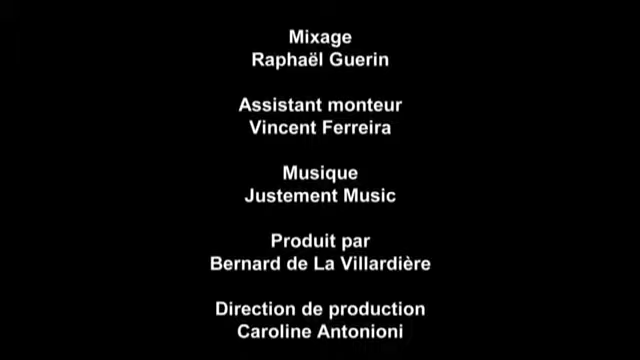 Mixage
Raphaël Guerin
Assistant monteur
Vincent Ferreira
Musique
Justement Music
Produit par
Bernard de La Villardière
Direction de production
Caroline Antonioni